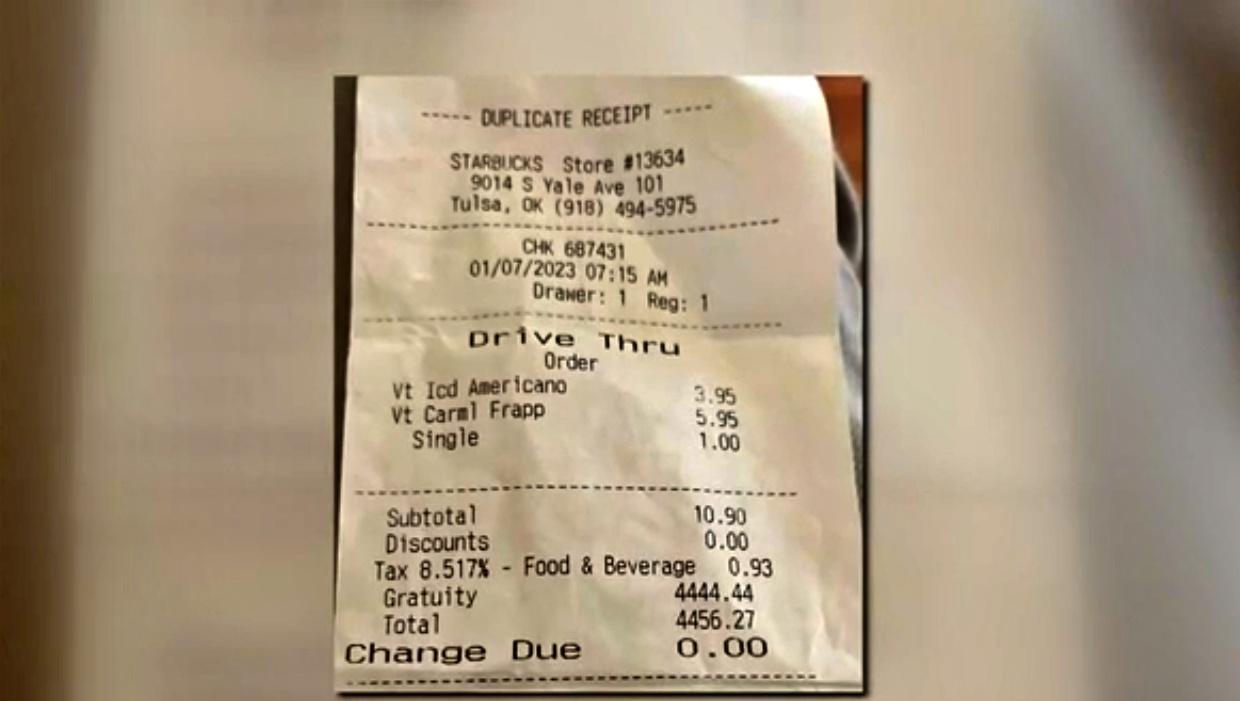 ----- DUPLICATE RECEIPT -----
STARBUCKS Store #13634
9014 S Yale Ave 101
Tulsa, OK (918) 494-5975
CHK 687431
01/07/2023 07:15 AM
Drawer: 1 Reg: 1
Drive Thru
Order
Vt Icd Americano 3.95
Vt Carml Frapp 5.95
Single 1.00
Subtotal 10.90
Discounts 0.00
Tax 8.517% - Food & Beverage 0.93
Gratuity 4444.44
Total 4456.27
Change Due 0.00